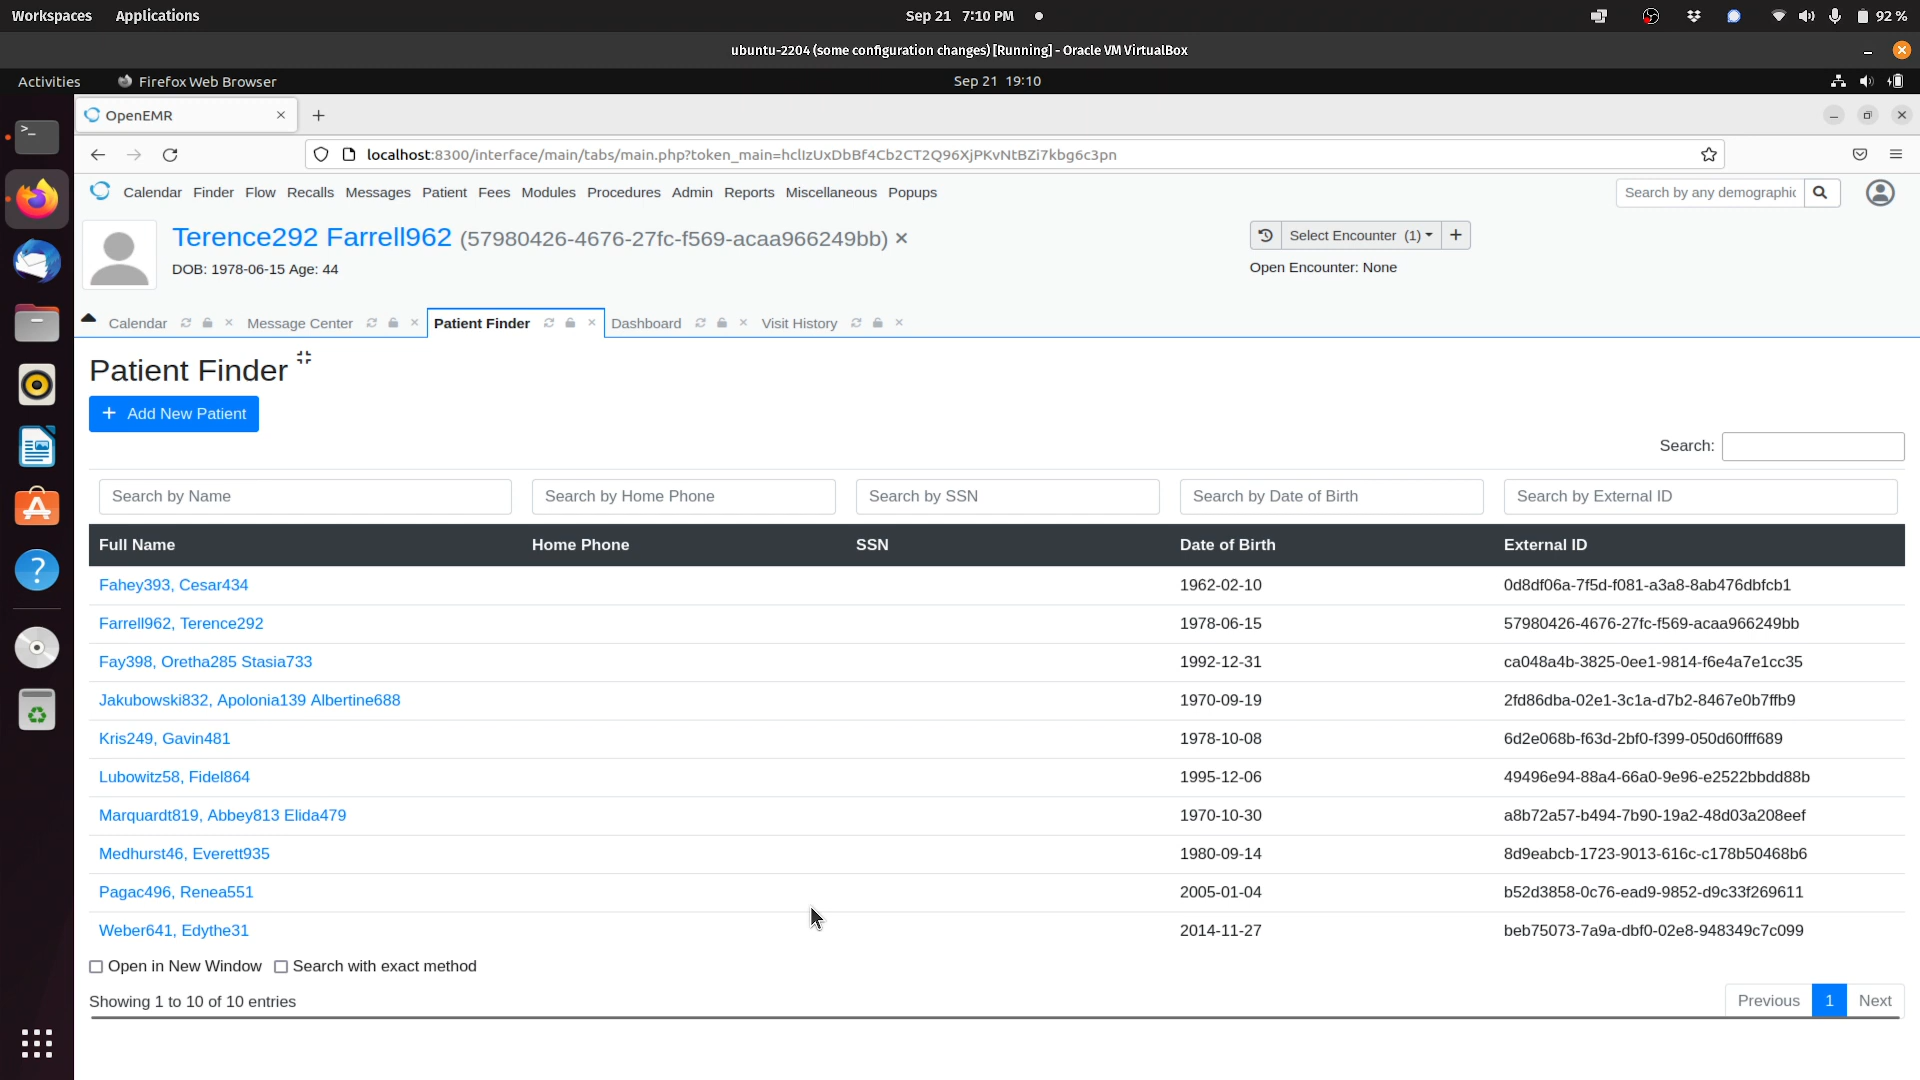 Workspaces Applications Sep 21 7:10 PM 92 %
ubuntu-2204 (some configuration changes) [Running] - Oracle VM VirtualBox
Activities Firefox Web Browser Sep 21 19:10
OpenEMR
localhost:8300/interface/main/tabs/main.php?token_main=hclIzUxDbBf4Cb2CT2Q96XjPKvNtBZi7kbg6c3pn
Calendar Finder Flow Recalls Messages Patient Fees Modules Procedures Admin Reports Miscellaneous Popups Search by any demographic
Terence292 Farrell962 (57980426-4676-27fc-f569-acaa966249bb) Select Encounter (1)
DOB: 1978-06-15 Age: 44 Open Encounter: None
Calendar Message Center Patient Finder Dashboard Visit History
Patient Finder
+ Add New Patient
Search:
Search by Name Search by Home Phone Search by SSN Search by Date of Birth Search by External ID
Full Name Home Phone SSN Date of Birth External ID
Fahey393, Cesar434 1962-02-10 0d8df06a-7f5d-f081-a3a8-8ab476dbfcb1
Farrell962, Terence292 1978-06-15 57980426-4676-27fc-f569-acaa966249bb
Fay398, Oretha285 Stasia733 1992-12-31 ca048a4b-3825-0ee1-9814-f6e4a7e1cc35
Jakubowski832, Apolonia139 Albertine688 1970-09-19 2fd86dba-02e1-3c1a-d7b2-8467e0b7ffb9
Kris249, Gavin481 1978-10-08 6d2e068b-f63d-2bf0-f399-050d60fff689
Lubowitz58, Fidel864 1995-12-06 49496e94-88a4-66a0-9e96-e2522bbdd88b
Marquardt819, Abbey813 Elida479 1970-10-30 a8b72a57-b494-7b90-19a2-48d03a208eef
Medhurst46, Everett935 1980-09-14 8d9eabcb-1723-9013-616c-c178b50468b6
Pagac496, Renea551 2005-01-04 b52d3858-0c76-ead9-9852-d9c33f269611
Weber641, Edythe31 2014-11-27 beb75073-7a9a-dbf0-02e8-948349c7c099
Open in New Window Search with exact method
Showing 1 to 10 of 10 entries Previous 1 Next